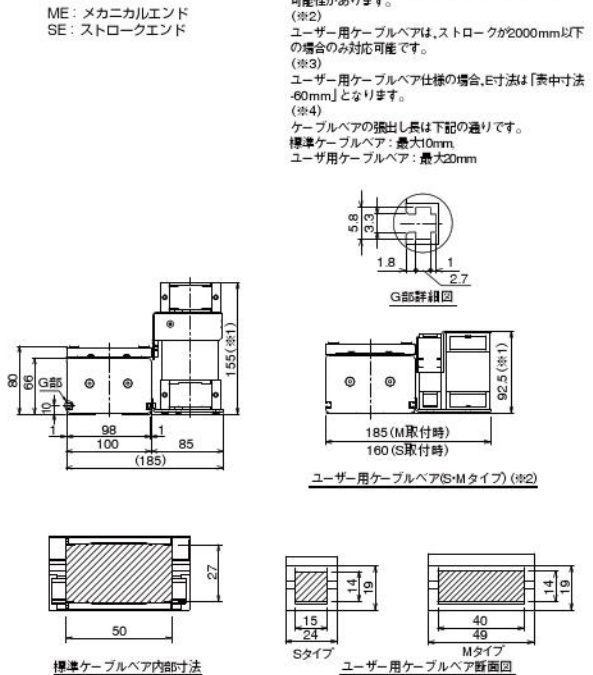 ME：メカニカルエンド
SE：ストロークエンド
可能性があります。
(※2)
ユーザー用ケーブルベアは、ストロークが2000mm以下
の場合のみ対応可能です。
(※3)
ユーザー用ケーブルベア仕様の場合、E寸法は「表中寸法
-60mm」となります。
(※4)
ケーブルベアの張出し長は下記の通りです。
標準ケーブルベア：最大10mm、
ユーザ用ケーブルベア：最大20mm
5.8
3.3
1.8
1
2.7
G部詳細図
80
66
G部
10
1
98
1
100
85
(185)
155(※1)
92.5(※1)
185(M取付時)
160(S取付時)
ユーザー用ケーブルベア(S・Mタイプ)(※2)
27
50
標準ケーブルベア内部寸法
14
19
15
24
Sタイプ
14
19
40
49
Mタイプ
ユーザー用ケーブルベア断面図